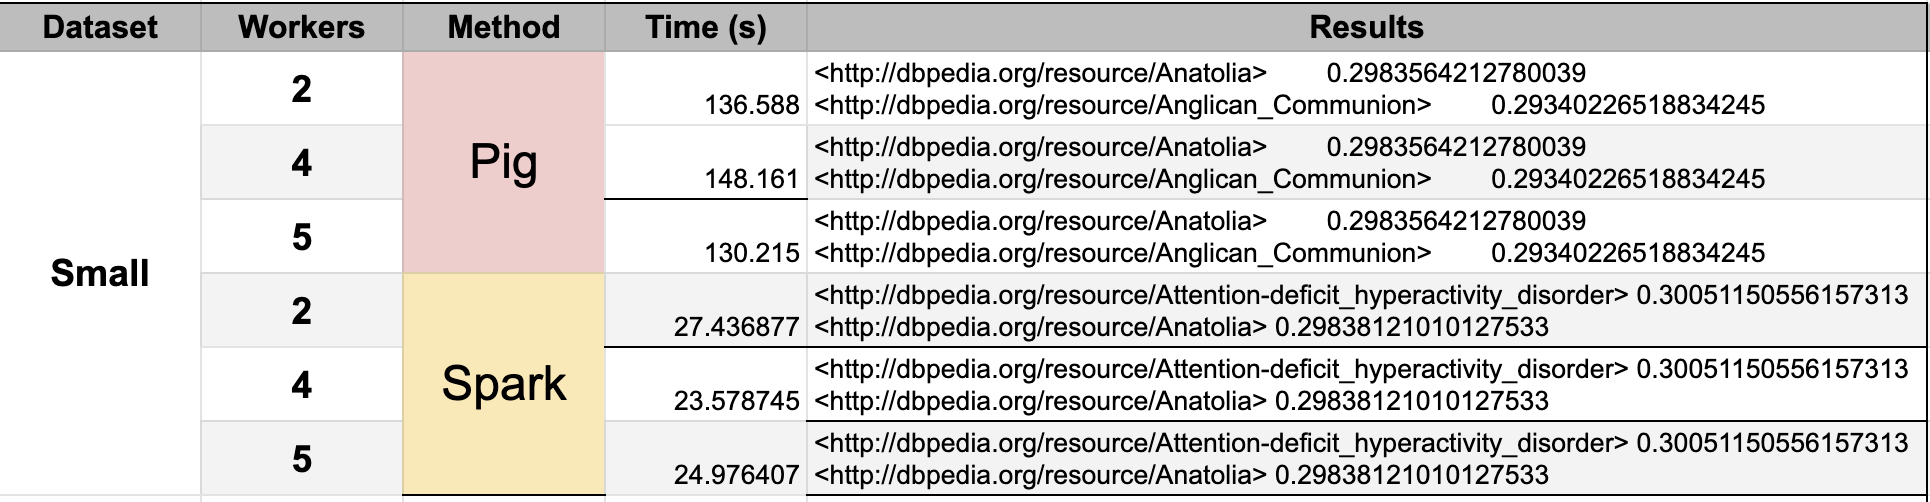 Dataset Workers Method Time (s) Results
Small
2
Pig
136.588
<http://dbpedia.org/resource/Anatolia> 0.2983564212780039
<http://dbpedia.org/resource/Anglican_Communion> 0.29340226518834245
4
148.161
<http://dbpedia.org/resource/Anatolia> 0.2983564212780039
<http://dbpedia.org/resource/Anglican_Communion> 0.29340226518834245
5
130.215
<http://dbpedia.org/resource/Anatolia> 0.2983564212780039
<http://dbpedia.org/resource/Anglican_Communion> 0.29340226518834245
2
Spark
27.436877
<http://dbpedia.org/resource/Attention-deficit_hyperactivity_disorder> 0.30051150556157313
<http://dbpedia.org/resource/Anatolia> 0.29838121010127533
4
23.578745
<http://dbpedia.org/resource/Attention-deficit_hyperactivity_disorder> 0.30051150556157313
<http://dbpedia.org/resource/Anatolia> 0.29838121010127533
5
24.976407
<http://dbpedia.org/resource/Attention-deficit_hyperactivity_disorder> 0.30051150556157313
<http://dbpedia.org/resource/Anatolia> 0.29838121010127533